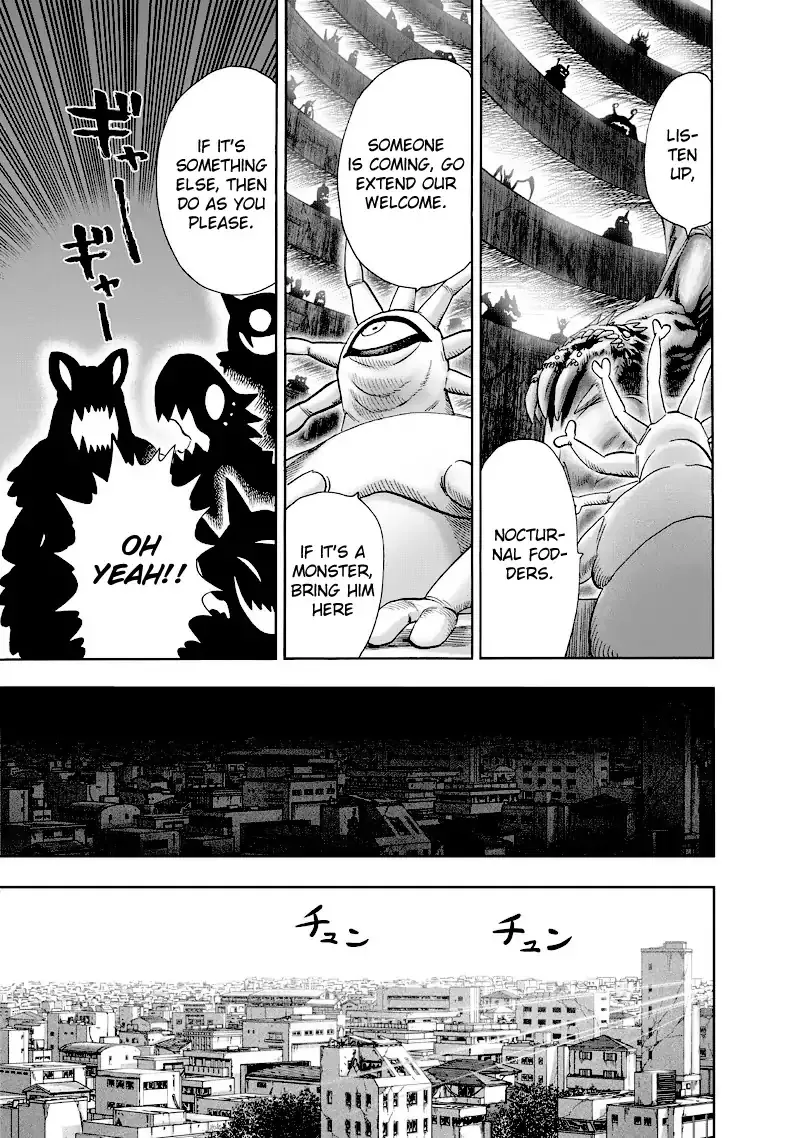 LIS-
TEN
UP,
NOCTUR-
NAL FOD-
DERS.
SOMEONE
IS COMING, GO
EXTEND OUR
WELCOME.
IF IT'S A
MONSTER,
BRING HIM
HERE
IF IT'S
SOMETHING
ELSE, THEN
DO AS YOU
PLEASE.
ギャー
ギャー
OH
YEAH!!
チュン
チュン